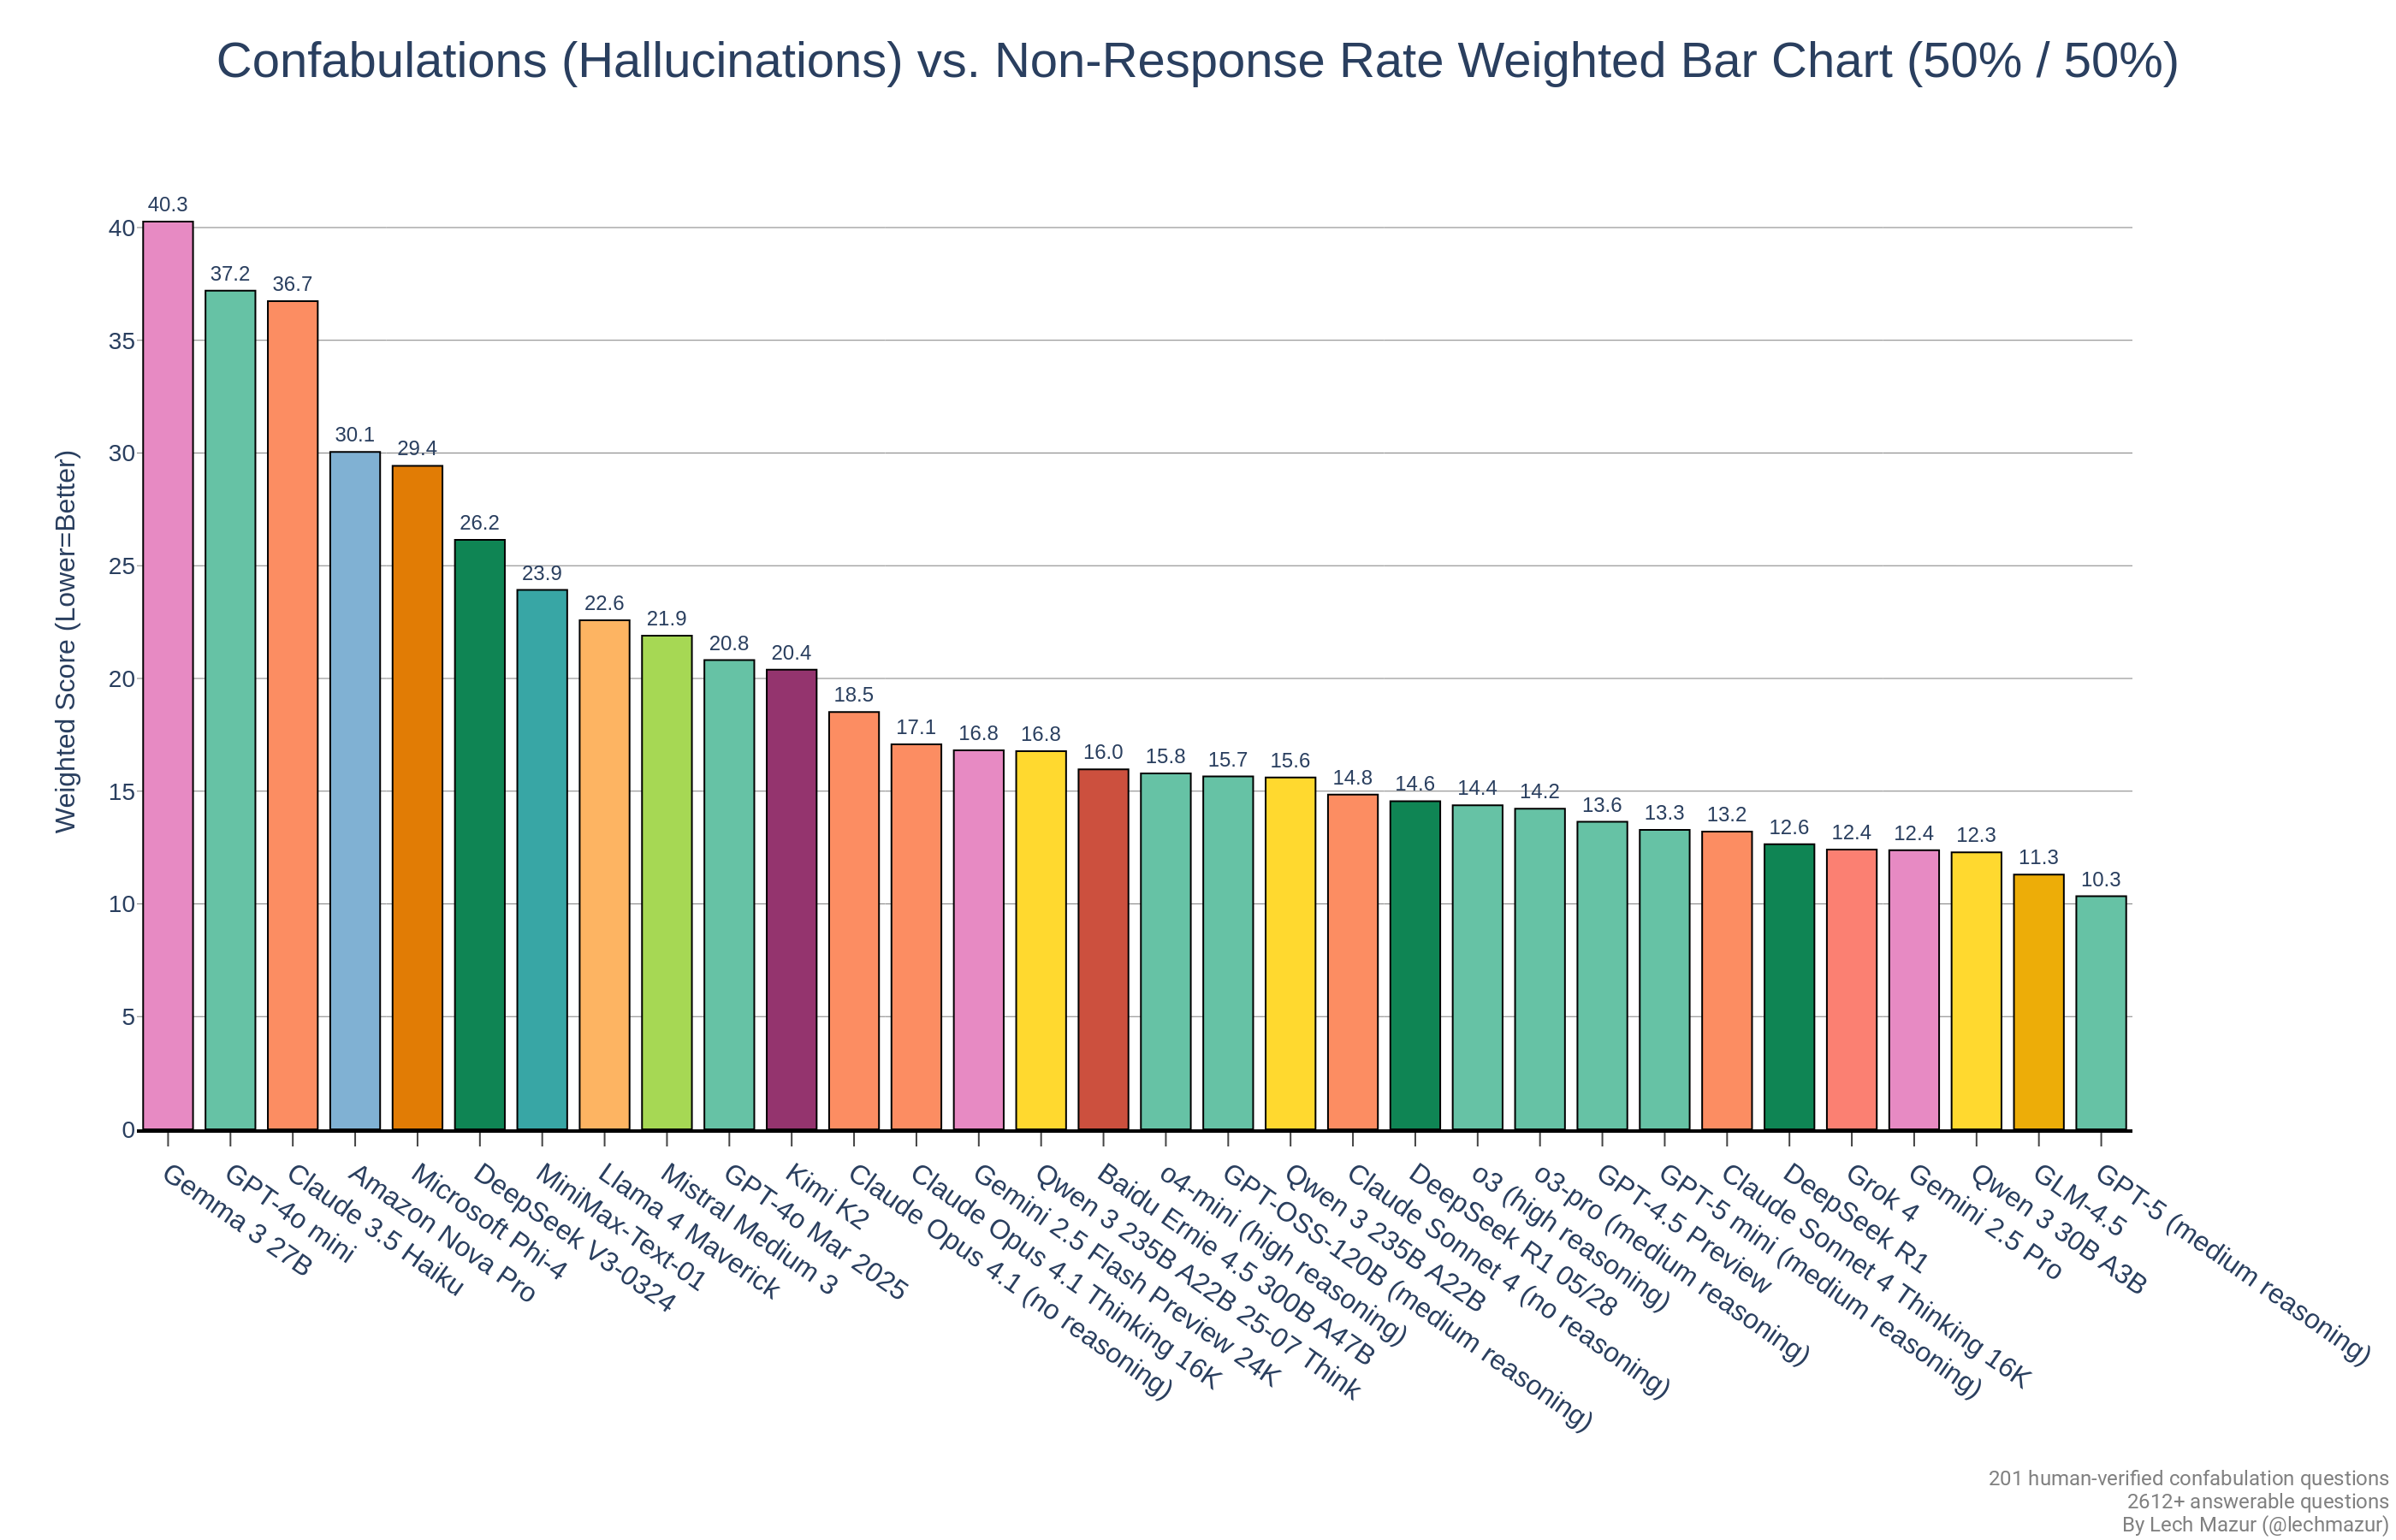 Confabulations (Hallucinations) vs. Non-Response Rate Weighted Bar Chart (50% / 50%)
Weighted Score (Lower=Better)
40
35
30
25
20
15
10
5
0
40.3
37.2
36.7
30.1
29.4
26.2
23.9
22.6
21.9
20.8
20.4
18.5
17.1
16.8
16.8
16.0
15.8
15.7
15.6
14.8
14.6
14.4
14.2
13.6
13.3
13.2
12.6
12.4
12.4
12.3
11.3
10.3
Gemma 3 27B
GPT-4o mini
Claude 3.5 Haiku
Amazon Nova Pro
Microsoft Phi-4
DeepSeek V3-0324
MiniMax-Text-01
Llama 4 Maverick
Mistral Medium 3
GPT-4o Mar 2025
Kimi K2
Claude Opus 4.1 (no reasoning)
Claude Opus 4.1 Thinking 16K
Gemini 2.5 Flash Preview 24K
Qwen 3 235B A22B 25-07 Think
Baidu Ernie 4.5 300B A47B
o4-mini (high reasoning)
GPT-OSS-120B (medium reasoning)
Qwen 3 235B A22B
Claude Sonnet 4 (no reasoning)
DeepSeek R1 05/28
o3 (high reasoning)
o3-pro (medium reasoning)
GPT-4.5 Preview
GPT-5 mini (medium reasoning)
Claude Sonnet 4 Thinking 16K
DeepSeek R1
Grok 4
Gemini 2.5 Pro
Qwen 3 30B A3B
GLM-4.5
GPT-5 (medium reasoning)
201 human-verified confabulation questions
2612+ answerable questions
By Lech Mazur (@lechmazur)